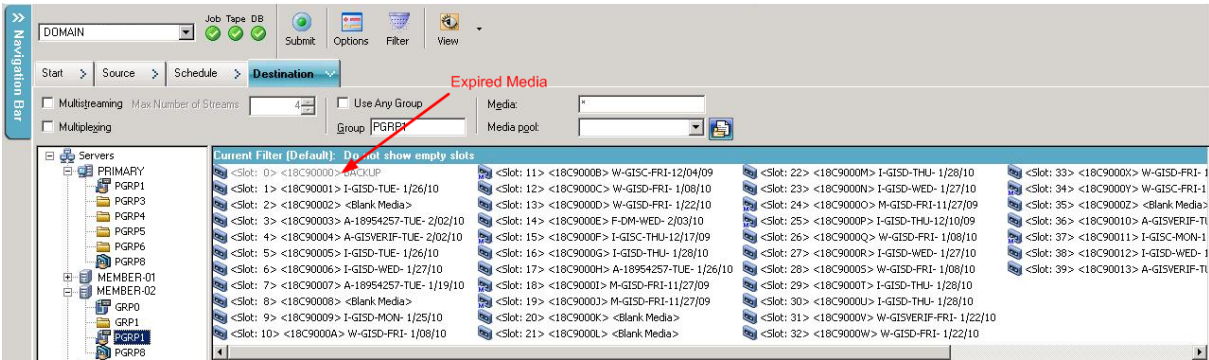 Navigation Bar
DOMAIN
Job Tape DB
Submit
Options
Filter
View
Start > Source > Schedule > Destination
Expired Media
Multistreaming Max Number of Streams 4
Use Any Group
Media: *
Multiplexing
Group PGRP1
Media pool:
Servers
PRIMARY
PGRP1
PGRP3
PGRP4
PGRP5
PGRP6
PGRP8
MEMBER-01
MEMBER-02
GRP0
GRP1
PGRP1
PGRP8
Current Filter (Default): Do not show empty slots
<Slot: 0> <18C90000> BACKUP
<Slot: 1> <18C90001> I-GISD-TUE- 1/26/10
<Slot: 2> <18C90002> <Blank Media>
<Slot: 3> <18C90003> A-18954257-TUE- 2/02/10
<Slot: 4> <18C90004> A-GISVERIF-TUE- 2/02/10
<Slot: 5> <18C90005> I-GISD-TUE- 1/26/10
<Slot: 6> <18C90006> I-GISD-WED- 1/27/10
<Slot: 7> <18C90007> A-18954257-TUE- 1/19/10
<Slot: 8> <18C90008> <Blank Media>
<Slot: 9> <18C90009> I-GISD-MON- 1/25/10
<Slot: 10> <18C9000A> W-GISD-FRI- 1/08/10
<Slot: 11> <18C9000B> W-GISC-FRI-12/04/09
<Slot: 12> <18C9000C> W-GISD-FRI- 1/08/10
<Slot: 13> <18C9000D> W-GISD-FRI- 1/22/10
<Slot: 14> <18C9000E> F-DM-WED- 2/03/10
<Slot: 15> <18C9000F> I-GISC-THU-12/17/09
<Slot: 16> <18C9000G> I-GISD-THU- 1/28/10
<Slot: 17> <18C9000H> A-18954257-TUE- 1/26/10
<Slot: 18> <18C9000I> M-GISD-FRI-11/27/09
<Slot: 19> <18C9000J> M-GISD-FRI-11/27/09
<Slot: 20> <18C9000K> <Blank Media>
<Slot: 21> <18C9000L> <Blank Media>
<Slot: 22> <18C9000M> I-GISD-THU- 1/28/10
<Slot: 23> <18C9000N> I-GISD-WED- 1/27/10
<Slot: 24> <18C9000O> M-GISD-FRI-11/27/09
<Slot: 25> <18C9000P> I-GISD-THU-12/10/09
<Slot: 26> <18C9000Q> W-GISD-FRI- 1/08/10
<Slot: 27> <18C9000R> I-GISD-WED- 1/27/10
<Slot: 28> <18C9000S> W-GISD-FRI- 1/08/10
<Slot: 29> <18C9000T> I-GISD-THU- 1/28/10
<Slot: 30> <18C9000U> I-GISD-THU- 1/28/10
<Slot: 31> <18C9000V> W-GISVERIF-FRI- 1/22/10
<Slot: 32> <18C9000W> W-GISD-FRI- 1/22/10
<Slot: 33> <18C9000X> W-GISD-FRI- 1
<Slot: 34> <18C9000Y> W-GISC-FRI-1
<Slot: 35> <18C9000Z> <Blank Media>
<Slot: 36> <18C90010> A-GISVERIF-T
<Slot: 37> <18C90011> I-GISC-MON-1
<Slot: 38> <18C90012> I-GISD-WED- 1
<Slot: 39> <18C90013> A-GISVERIF-TU